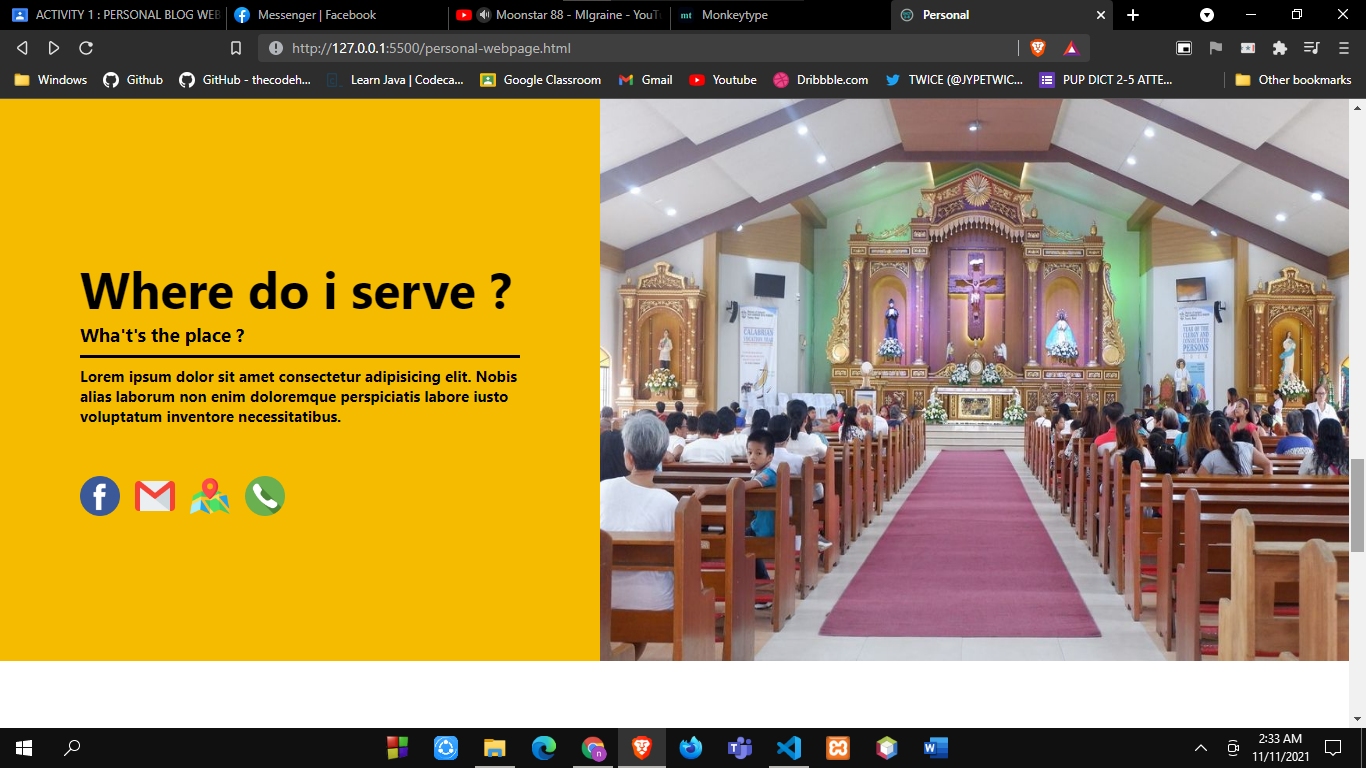 ACTIVITY 1 : PERSONAL BLOG WEB
Messenger | Facebook
Moonstar 88 - MIgraine - YouTu
mt Monkeytype
Personal
http://127.0.0.1:5500/personal-webpage.html
Windows
Github
GitHub - thecodeh...
Learn Java | Codeca...
Google Classroom
Gmail
Youtube
Dribbble.com
TWICE (@JYPETWIC...
PUP DICT 2-5 ATTE...
Other bookmarks
Where do i serve ?
Wha't's the place ?
Lorem ipsum dolor sit amet consectetur adipisicing elit. Nobis
alias laborum non enim doloremque perspiciatis labore iusto
voluptatum inventore necessitatibus.
YEAR OF THE
CLERGY AND
CONSECRATED
PERSONS
2:33 AM
11/11/2021